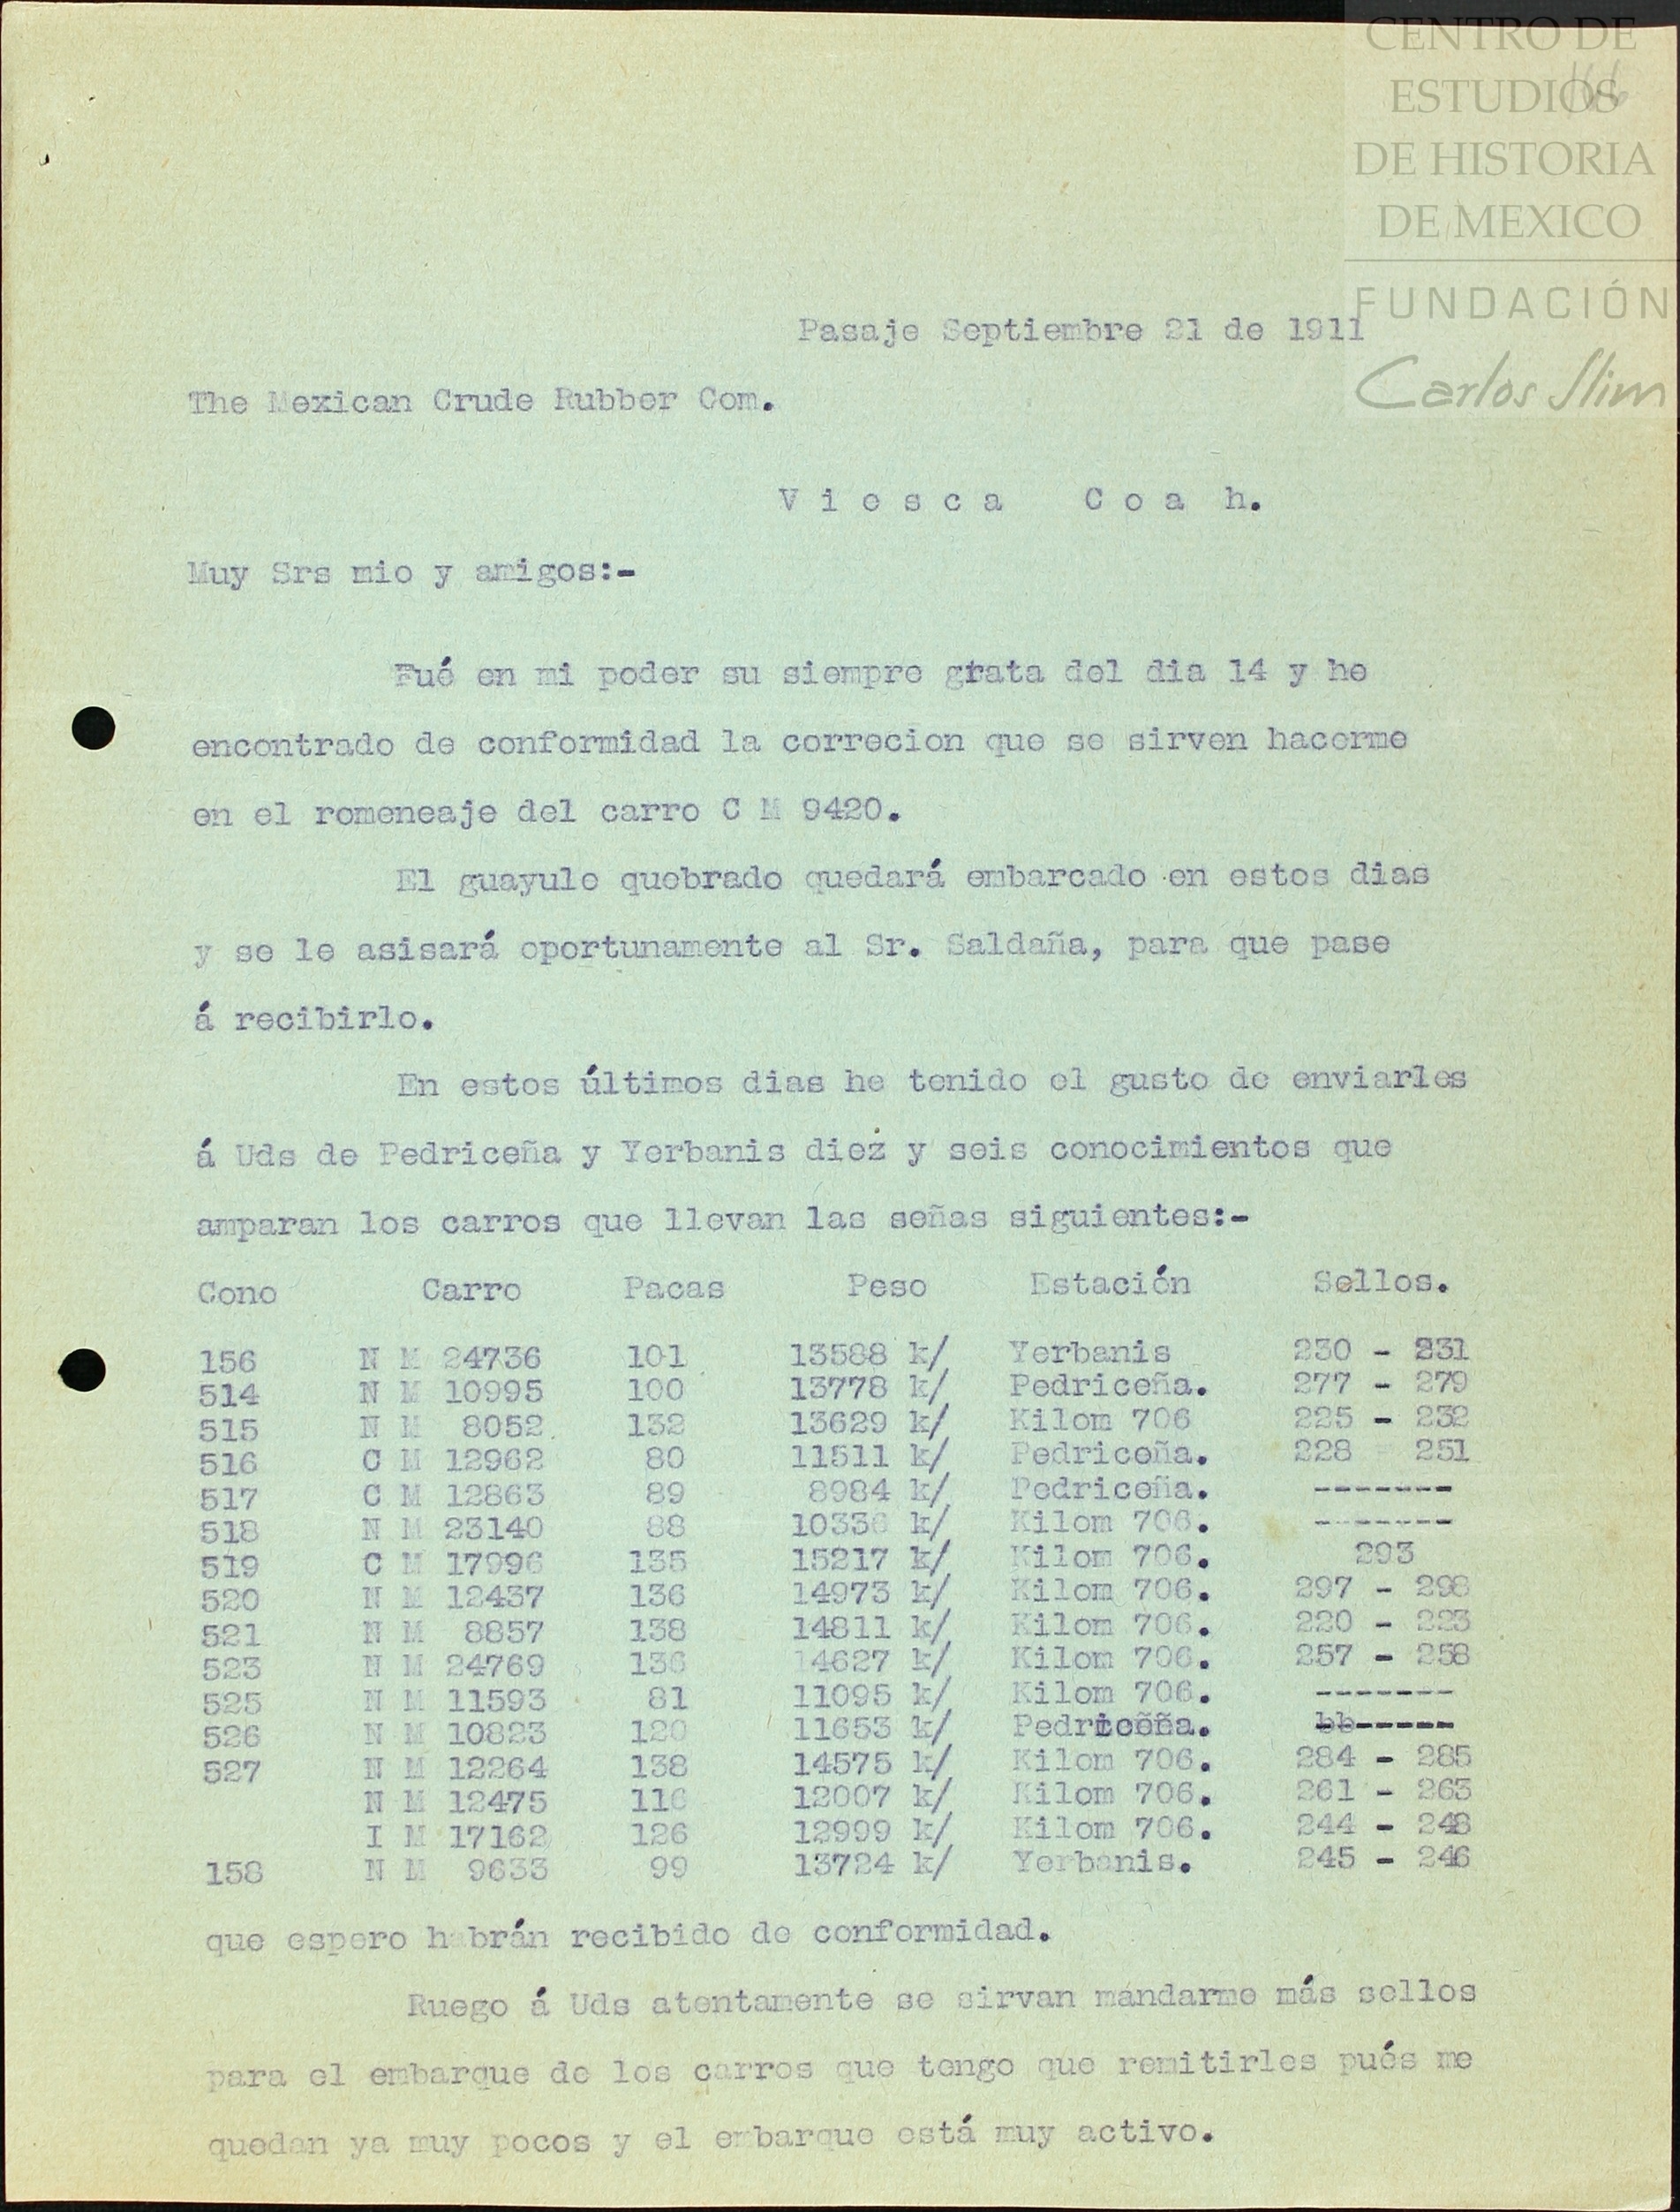 CENTRO DE
ESTUDIOS
DE HISTORIA
DE MEXICO
FUNDACIÓN
Carlos Slim
166
Pasaje Septiembre 21 de 1911
The Mexican Crude Rubber Com.
Viesca Coah.
Muy Srs mio y amigos:-
Fué en mi poder su siempre grata del dia 14 y he
encontrado de conformidad la correcion que se sirven hacerme
en el romeneaje del carro C M 9420.
El guayule quebrado quedará embarcado en estos dias
y se le asisará oportunamente al Sr. Saldaña, para que pase
á recibirlo.
En estos últimos dias he tenido el gusto de enviarles
á Uds de Pedriceña y Yerbanis diez y seis conocimientos que
amparan los carros que llevan las señas siguientes:-
Cono Carro Pacas Peso Estación Sellos.
156 N M 24736 101 13588 k/ Yerbanis 230 - 231
514 N M 10995 100 13778 k/ Pedriceña. 277 - 279
515 N M 8052 132 13629 k/ Kilom 706 225 - 232
516 C M 12962 80 11511 k/ Pedriceña. 228 251
517 C M 12863 89 8984 k/ Pedriceña. -------
518 N M 23140 88 10336 k/ Kilom 706. -------
519 C M 17996 135 15217 k/ Kilom 706. 293
520 N M 12437 136 14973 k/ Kilom 706. 297 - 298
521 N M 8857 138 14811 k/ Kilom 706. 220 - 223
523 N M 24769 136 14627 k/ Kilom 706. 257 - 258
525 N M 11593 81 11095 k/ Kilom 706. -------
526 N M 10823 120 11653 k/ Pedriceña. -------
527 N M 12264 138 14575 k/ Kilom 706. 284 - 285
N M 12475 116 12007 k/ Kilom 706. 261 - 263
I M 17162 126 12999 k/ Kilom 706. 244 - 248
158 N M 9633 99 13724 k/ Yerbanis. 245 - 246
que espero habrán recibido de conformidad.
Ruego á Uds atentamente se sirvan mándarme más sellos
para el embarque de los carros que tengo que remitirles pués me
quedan ya muy pocos y el embarque está muy activo.